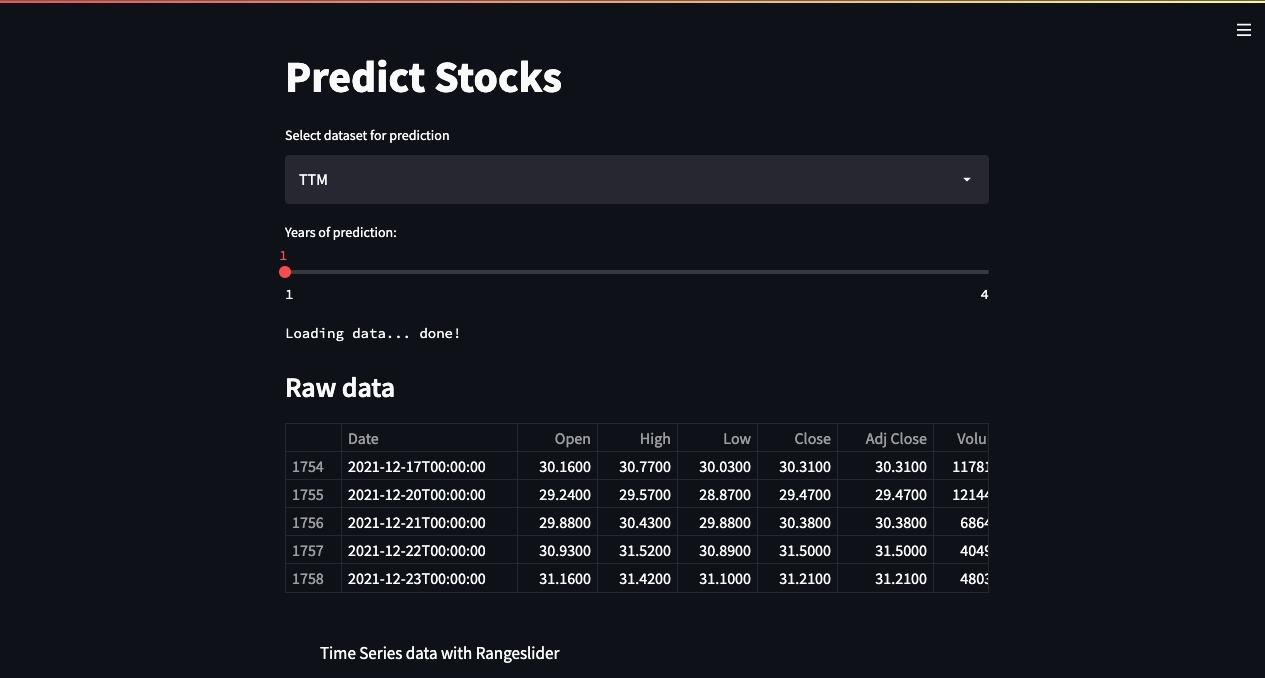 Predict Stocks
Select dataset for prediction
TTM
Years of prediction:
1
1 4
Loading data... done!
Raw data
Date Open High Low Close Adj Close Volu
1754 2021-12-17T00:00:00 30.1600 30.7700 30.0300 30.3100 30.3100 11781
1755 2021-12-20T00:00:00 29.2400 29.5700 28.8700 29.4700 29.4700 12144
1756 2021-12-21T00:00:00 29.8800 30.4300 29.8800 30.3800 30.3800 6864
1757 2021-12-22T00:00:00 30.9300 31.5200 30.8900 31.5000 31.5000 4049
1758 2021-12-23T00:00:00 31.1600 31.4200 31.1000 31.2100 31.2100 4803
Time Series data with Rangeslider